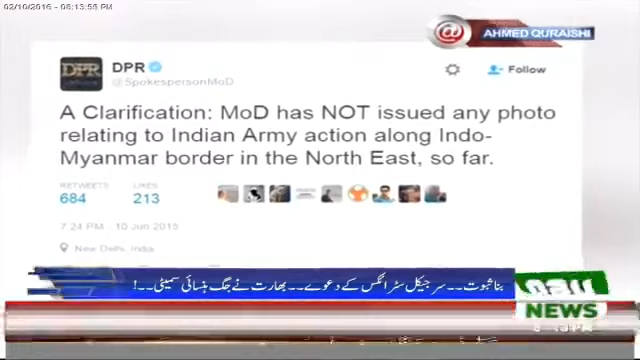 02/10/2016 - 08:13:55 PM
@ AHMED QURAISHI
DPR
@SpokespersonMoD
Follow
A Clarification: MoD has NOT issued any photo
relating to Indian Army action along Indo-
Myanmar border in the North East, so far.
RETWEETS LIKES
684 213
7:24 PM - 10 Jun 2015
New Delhi, India
بنا ثبوت۔۔سرجیکل سٹرائکس کے دعوے۔۔بھارت نے جگ ہنسائی سمیٹی۔۔!
NEWS